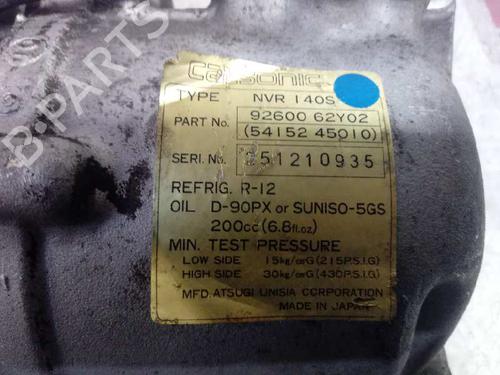 B-PARTS
calsonic
TYPE NVR 140S
PART No. 92600 62Y02
(54152 45010)
SERI. No. 251210935
REFRIG. R-12
OIL D-90PX or SUNISO-5GS
200cc (6.8fl.oz)
MIN. TEST PRESSURE
LOW SIDE 15kg/cm²G (215P.S.I.G)
HIGH SIDE 30kg/cm²G (430P.S.I.G)
MFD. ATSUGI UNISIA CORPORATION
MADE IN JAPAN